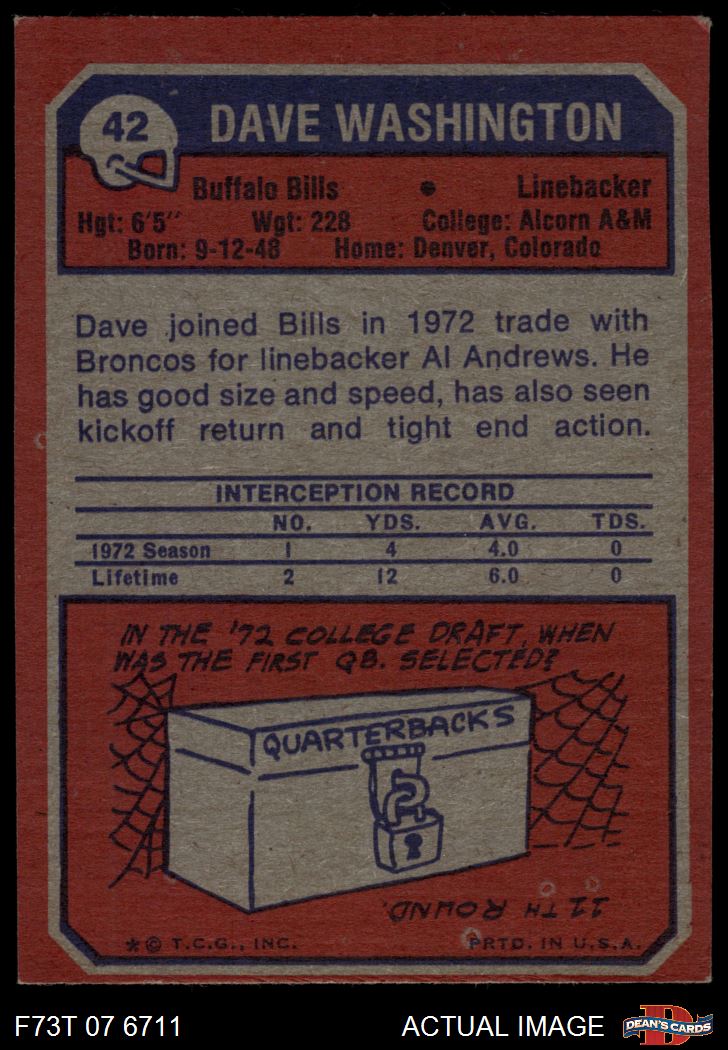 42
DAVE WASHINGTON
Buffalo Bills • Linebacker
Hgt: 6'5" Wgt: 228 College: Alcorn A&M
Born: 9-12-48 Home: Denver, Colorado
Dave joined Bills in 1972 trade with
Broncos for linebacker Al Andrews. He
has good size and speed, has also seen
kickoff return and tight end action.
INTERCEPTION RECORD
NO. YDS. AVG. TDS.
1972 Season 1 4 4.0 0
Lifetime 2 12 6.0 0
IN THE '72 COLLEGE DRAFT, WHEN
WAS THE FIRST QB. SELECTED?
QUARTERBACKS
11TH ROUND.
*© T.C.G., INC. PRTD. IN U.S.A.
F73T 07 6711 ACTUAL IMAGE
D
DEAN'S CARDS